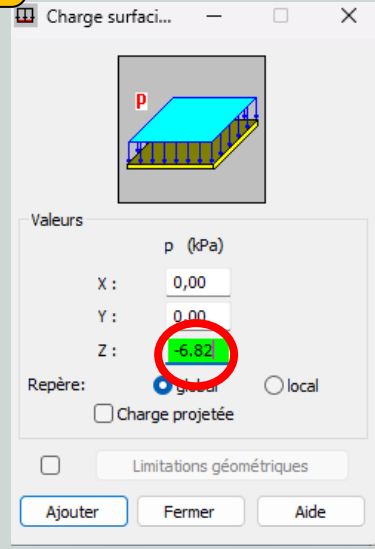 Charge surfaci...
p
Valeurs
p (kPa)
X : 0,00
Y : 0,00
Z : -6.82
Repère: global local
Charge projetée
Limitations géométriques
Ajouter Fermer Aide